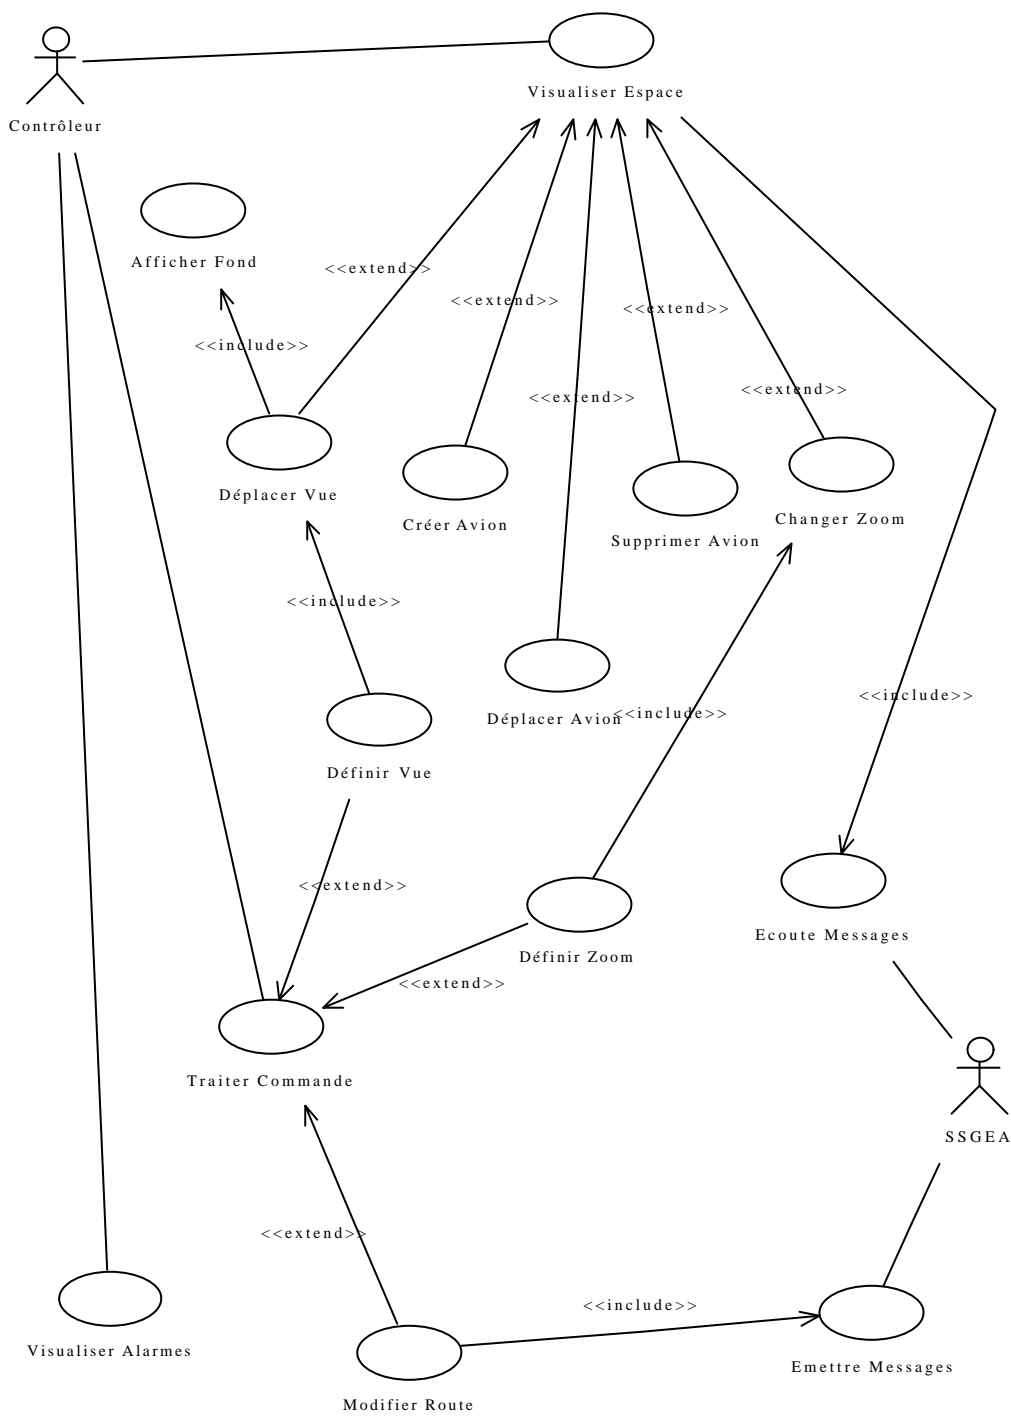 Visualiser Espace
Contrôleur
Afficher Fond
<<extend>>
<<extend>>
<<extend>>
<<include>>
<<extend>>
<<extend>>
Déplacer Vue
Créer Avion
Changer Zoom
Supprimer Avion
<<include>>
<<include>>
<<include>>
Déplacer Avion
Définir Vue
<<extend>>
Ecoute Messages
Définir Zoom
<<extend>>
Traiter Commande
SSGEA
<<extend>>
<<include>>
Visualiser Alarmes
Emettre Messages
Modifier Route